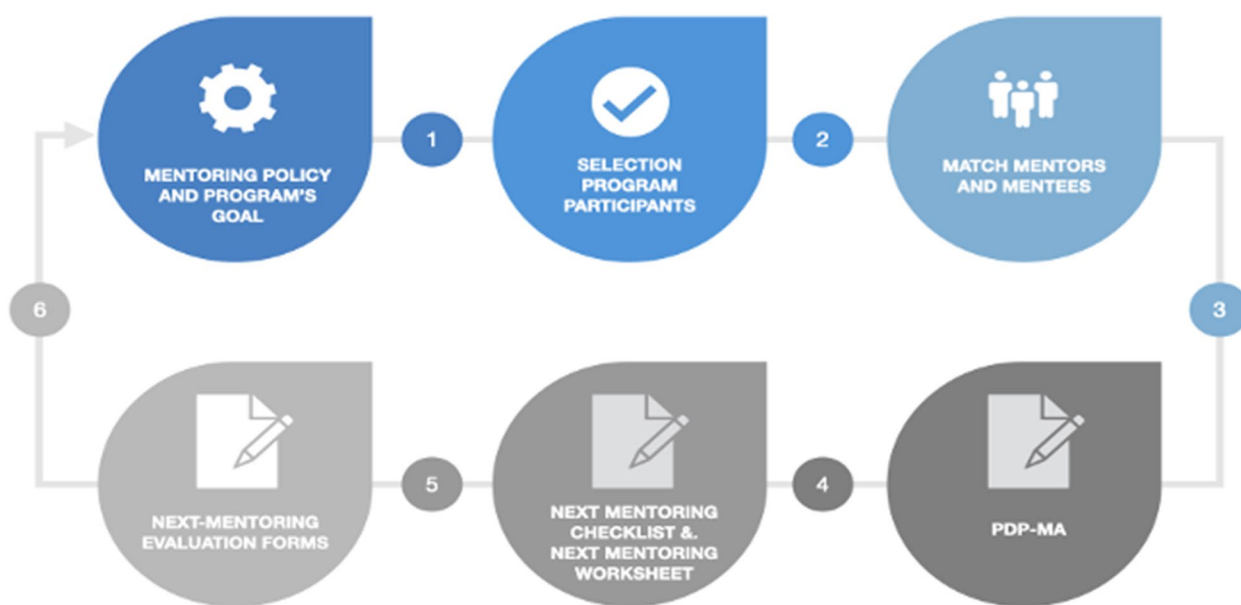 MENTORING POLICY
AND PROGRAM'S
GOAL
1
SELECTION
PROGRAM
PARTICIPANTS
2
MATCH MENTORS
AND MENTEES
3
PDP-MA
4
NEXT MENTORING
CHECKLIST &.
NEXT MENTORING
WORKSHEET
5
NEXT-MENTORING
EVALUATION FORMS
6